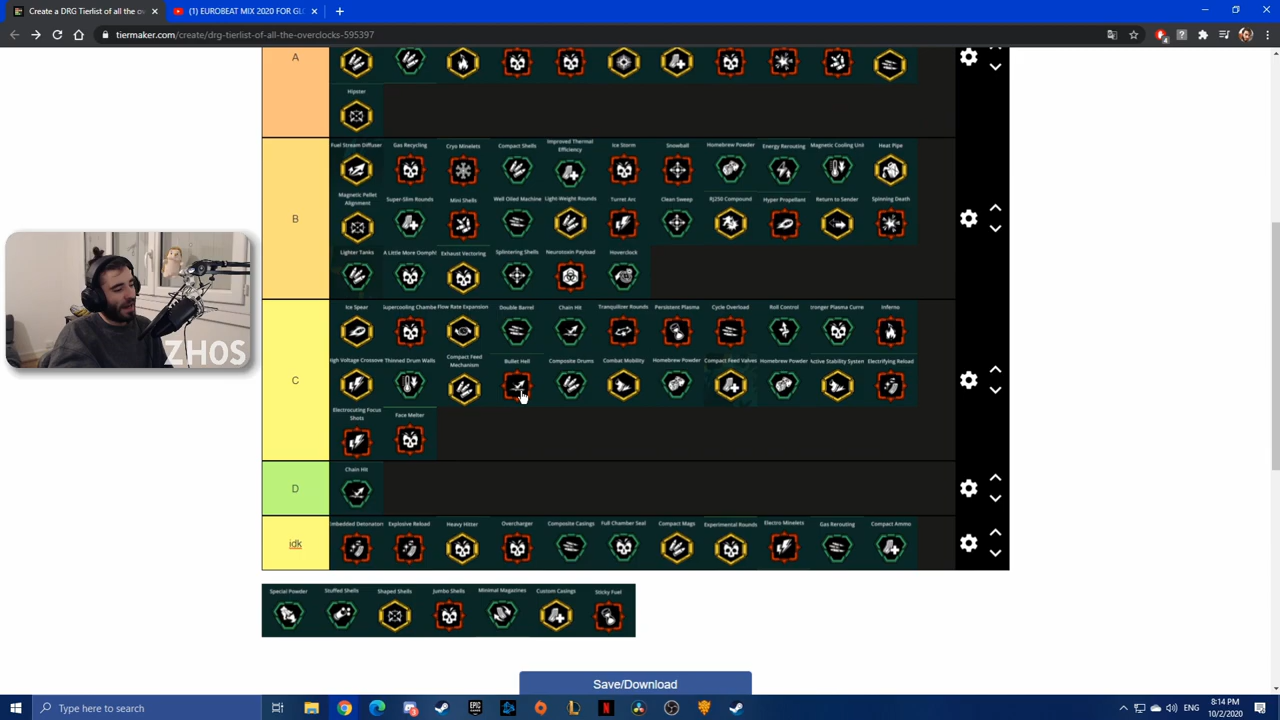 Create a DRG Tierlist of all the ov
(1) EUROBEAT MIX 2020 FOR GL
tiermaker.com/create/drg-tierlist-of-all-the-overclocks-595397
A
Hipster
B
Fuel Stream Diffuser Gas Recycling Cryo Minelets Compact Shells Improved Thermal Efficiency Ice Storm Snowball Homebrew Powder Energy Rerouting Magnetic Cooling Unit Heat Pipe
Magnetic Pellet Alignment Super-Slim Rounds Mini Shells Well Oiled Machine Light-Weight Rounds Turret Arc Clean Sweep RJ250 Compound Hyper Propellant Return to Sender Spinning Death
Lighter Tanks A Little More Oomph! Exhaust Vectoring Splintering Shells Neurotoxin Payload Hoverclock
C
Ice Spear Supercooling Chambe Flow Rate Expansion Double Barrel Chain Hit Tranquilizer Rounds Persistent Plasma Cycle Overload Roll Control tronger Plasma Curre Inferno
High Voltage Crossove Thinned Drum Walls Compact Feed Mechanism Bullet Hell Composite Drums Combat Mobility Homebrew Powder Compact Feed Valves Homebrew Powder Active Stability System Electrifying Reload
Electrocuting Focus Shots Face Melter
D
Chain Hit
idk
Embedded Detonators Explosive Reload Heavy Hitter Overcharger Composite Casings Full Chamber Seal Compact Mags Experimental Rounds Electro Minelets Gas Rerouting Compact Ammo
Special Powder Stuffed Shells Shaped Shells Jumbo Shells Minimal Magazines Custom Casings Sticky Fuel
ZHOS
Save/Download
Type here to search
ENG
8:14 PM
10/2/2020